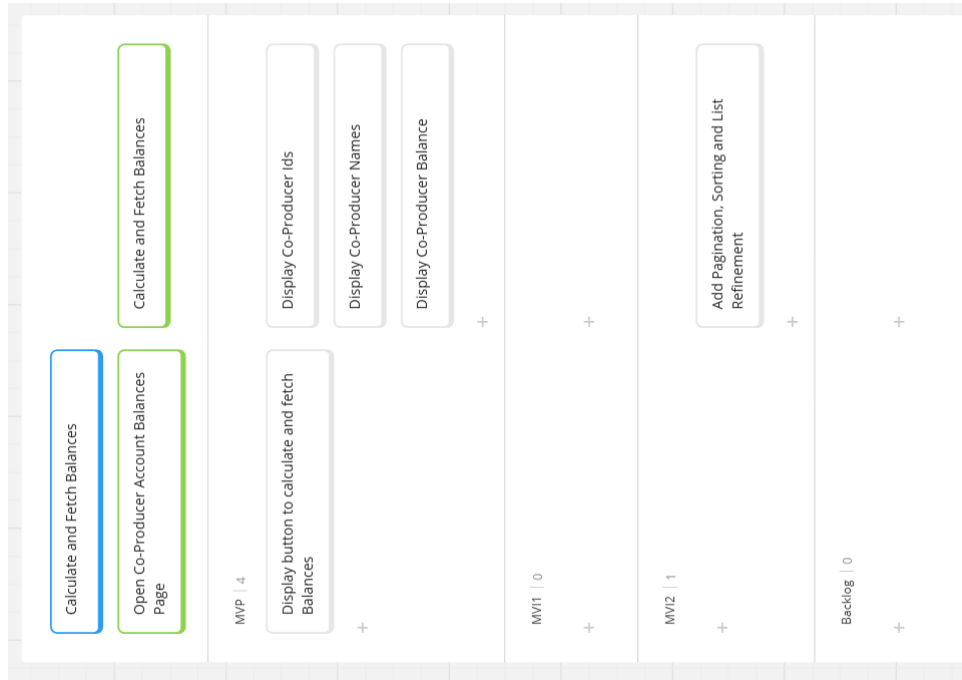 Calculate and Fetch Balances
Open Co-Producer Account Balances
Page
Calculate and Fetch Balances
MVP | 4
Display button to calculate and fetch
Balances
+
Display Co-Producer Ids
Display Co-Producer Names
Display Co-Producer Balance
+
MVI1 | 0
+
+
MVI2 | 1
+
Add Pagination, Sorting and List
Refinement
+
Backlog | 0
+
+